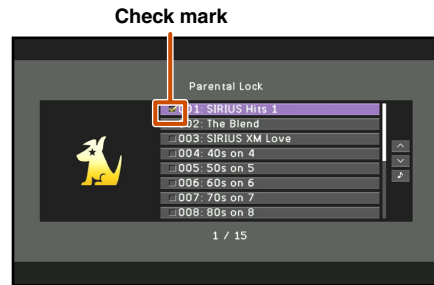 Check mark
Parental Lock
001: SIRIUS Hits 1
002: The Blend
003: SIRIUS XM Love
004: 40s on 4
005: 50s on 5
006: 60s on 6
007: 70s on 7
008: 80s on 8
1 / 15